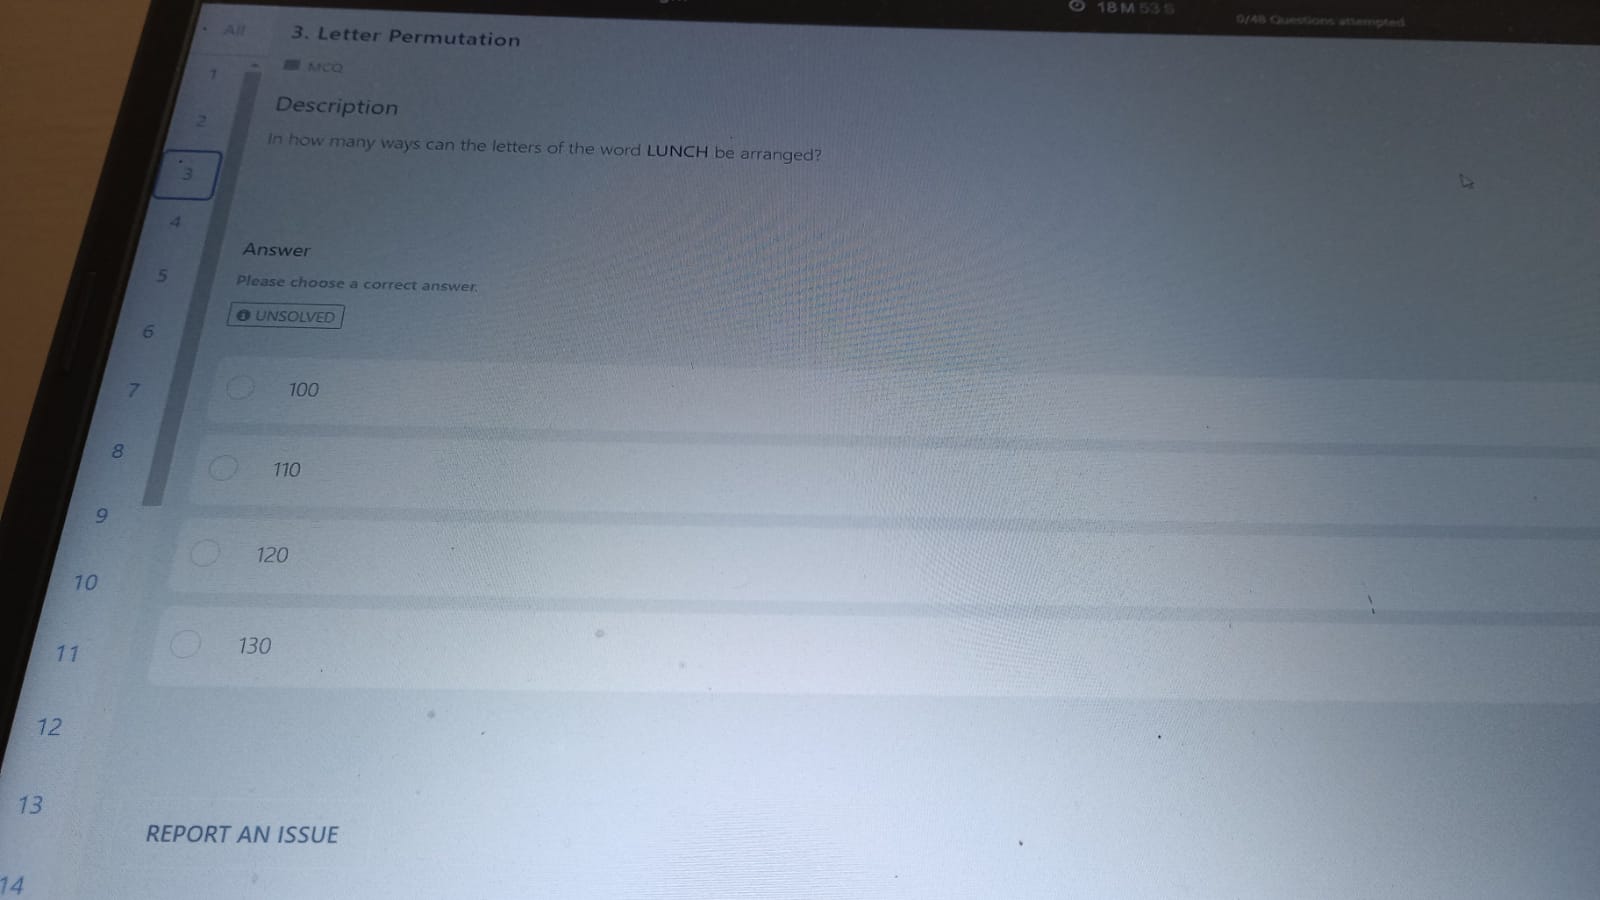 18 M 53 S
0/48 Questions attempted
All
3. Letter Permutation
MCQ
Description
In how many ways can the letters of the word LUNCH be arranged?
Answer
Please choose a correct answer.
UNSOLVED
100
110
120
130
REPORT AN ISSUE
1
2
3
4
5
6
7
8
9
10
11
12
13
14